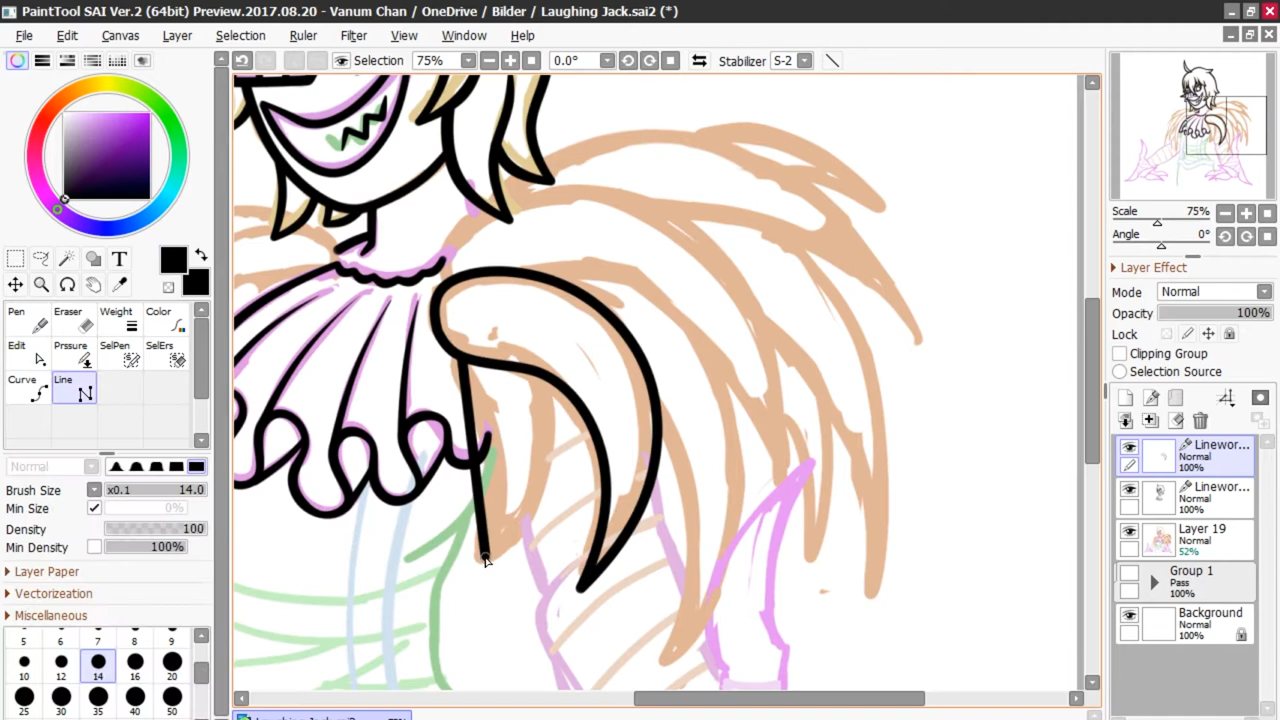 PaintTool SAI Ver.2 (64bit) Preview.2017.08.20 - Vanum Chan / OneDrive / Bilder / Laughing Jack.sai2 (*)
File Edit Canvas Layer Selection Ruler Filter View Window Help
Selection 75% 0.0° Stabilizer S-2
Scale 75%
Angle 0°
Layer Effect
Mode Normal
Opacity 100%
Lock
Clipping Group
Selection Source
T
Pen Eraser Weight Color
Edit Prssure SelPen SelErs
Curve Line
Normal
Brush Size x0.1 14.0
Min Size 0%
Density 100
Min Density 100%
Layer Paper
Vectorization
Miscellaneous
5 6 7 8 9
10 12 14 16 20
25 30 35 40 50
Linewor...
Normal
100%
Linewor...
Normal
100%
Layer 19
Normal
52%
Group 1
Pass
100%
Background
Normal
100%